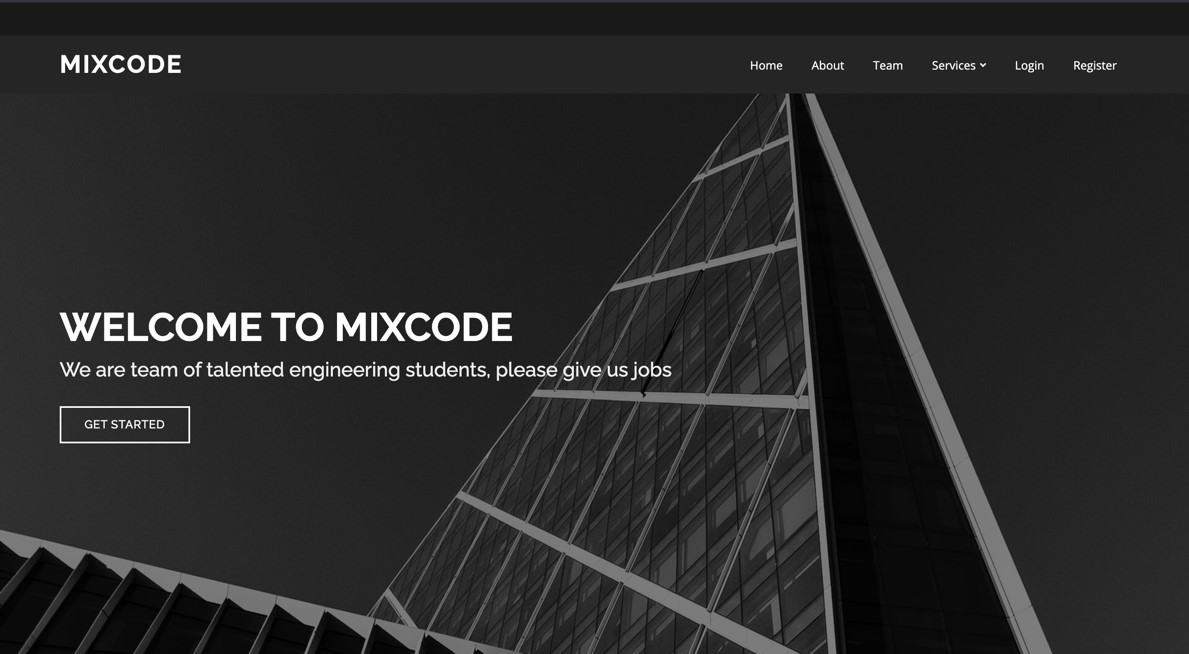 MIXCODE
Home About Team Services Login Register
WELCOME TO MIXCODE
We are team of talented engineering students, please give us jobs
GET STARTED